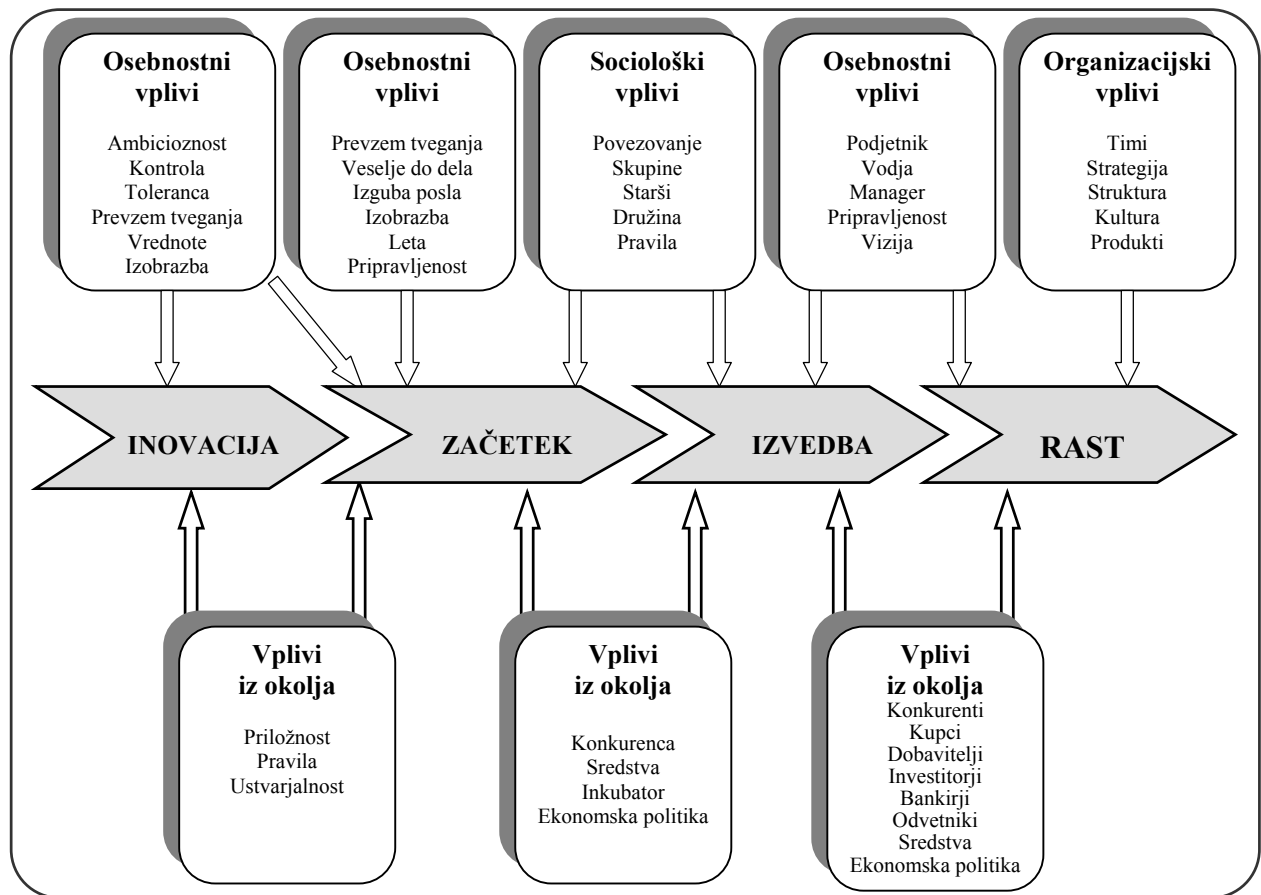 Osebnostni
vplivi
Ambicioznost
Kontrola
Toleranca
Prevzem tveganja
Vrednote
Izobrazba
Osebnostni
vplivi
Prevzem tveganja
Veselje do dela
Izguba posla
Izobrazba
Leta
Pripravljenost
Sociološki
vplivi
Povezovanje
Skupine
Starši
Družina
Pravila
Osebnostni
vplivi
Podjetnik
Vodja
Manager
Pripravljenost
Vizija
Organizacijski
vplivi
Timi
Strategija
Struktura
Kultura
Produkti
INOVACIJA
ZAČETEK
IZVEDBA
RAST
Vplivi
iz okolja
Priložnost
Pravila
Ustvarjalnost
Vplivi
iz okolja
Konkurenca
Sredstva
Inkubator
Ekonomska politika
Vplivi
iz okolja
Konkurenti
Kupci
Dobavitelji
Investitorji
Bankirji
Odvetniki
Sredstva
Ekonomska politika